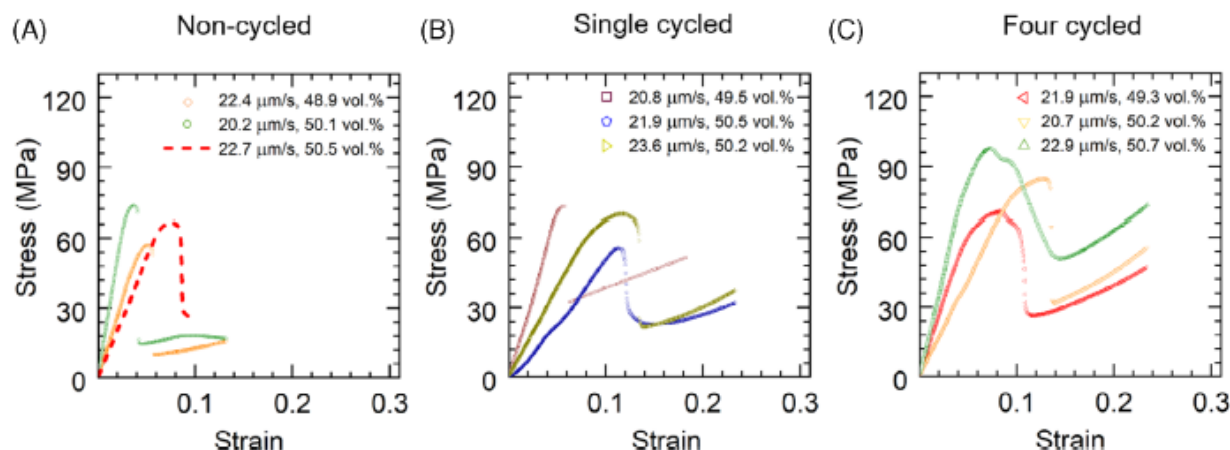 (A) Non-cycled
Stress (MPa)
120
90
60
30
0
22.4 μm/s, 48.9 vol.%
20.2 μm/s, 50.1 vol.%
22.7 μm/s, 50.5 vol.%
0.1 0.2 0.3
Strain
(B) Single cycled
Stress (MPa)
120
90
60
30
0
20.8 μm/s, 49.5 vol.%
21.9 μm/s, 50.5 vol.%
23.6 μm/s, 50.2 vol.%
0.1 0.2 0.3
Strain
(C) Four cycled
Stress (MPa)
120
90
60
30
0
21.9 μm/s, 49.3 vol.%
20.7 μm/s, 50.2 vol.%
22.9 μm/s, 50.7 vol.%
0.1 0.2 0.3
Strain